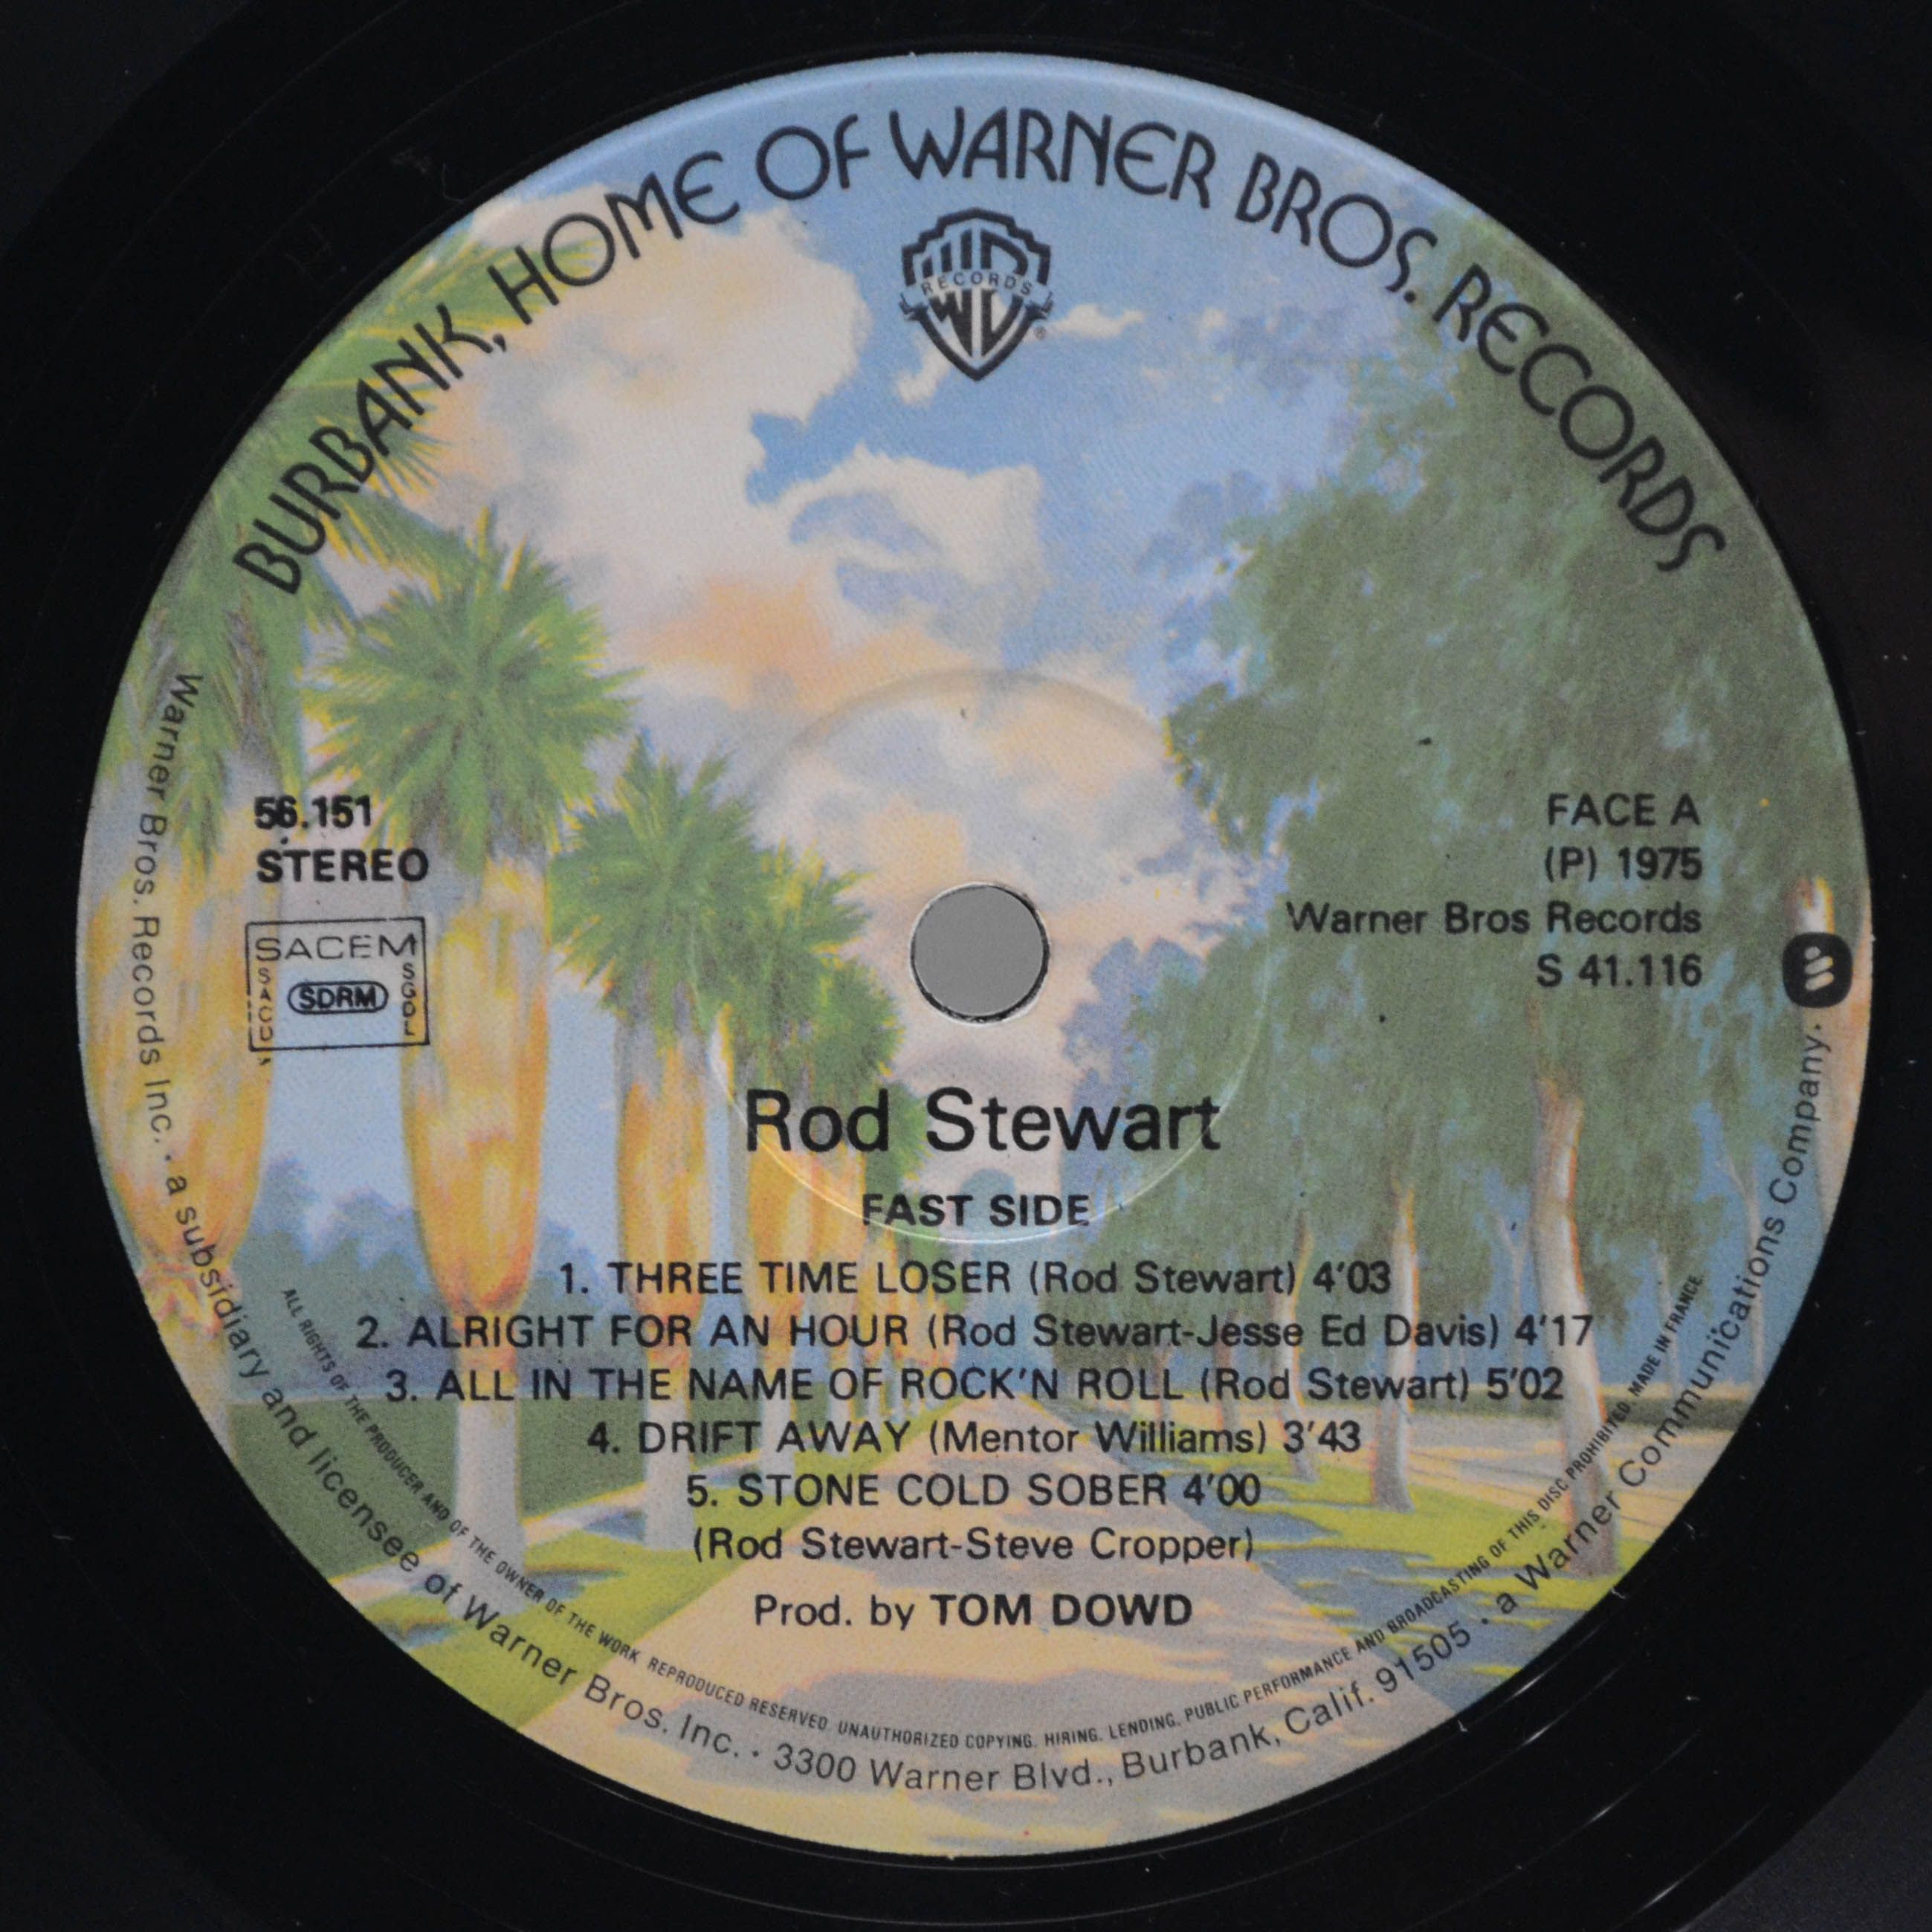 BURBANK, HOME OF WARNER BROS. RECORDS
RECORDS
56.151
STEREO
SACEM
SACD
SDRM
SGDL
FACE A
(P) 1975
Warner Bros Records
S 41.116
Rod Stewart
FAST SIDE
1. THREE TIME LOSER (Rod Stewart) 4'03
2. ALRIGHT FOR AN HOUR (Rod Stewart-Jesse Ed Davis) 4'17
3. ALL IN THE NAME OF ROCK'N ROLL (Rod Stewart) 5'02
4. DRIFT AWAY (Mentor Williams) 3'43
5. STONE COLD SOBER 4'00
(Rod Stewart-Steve Cropper)
Prod. by TOM DOWD
ALL RIGHTS OF THE PRODUCER AND OF THE OWNER OF THE WORK REPRODUCED RESERVED. UNAUTHORIZED COPYING, HIRING, LENDING, PUBLIC PERFORMANCE AND BROADCASTING OF THIS DISC PROHIBITED. MADE IN FRANCE
Warner Bros. Records Inc. • a subsidiary and licensee of Warner Bros. Inc. • 3300 Warner Blvd., Burbank, Calif. 91505 • a Warner Communications Company.